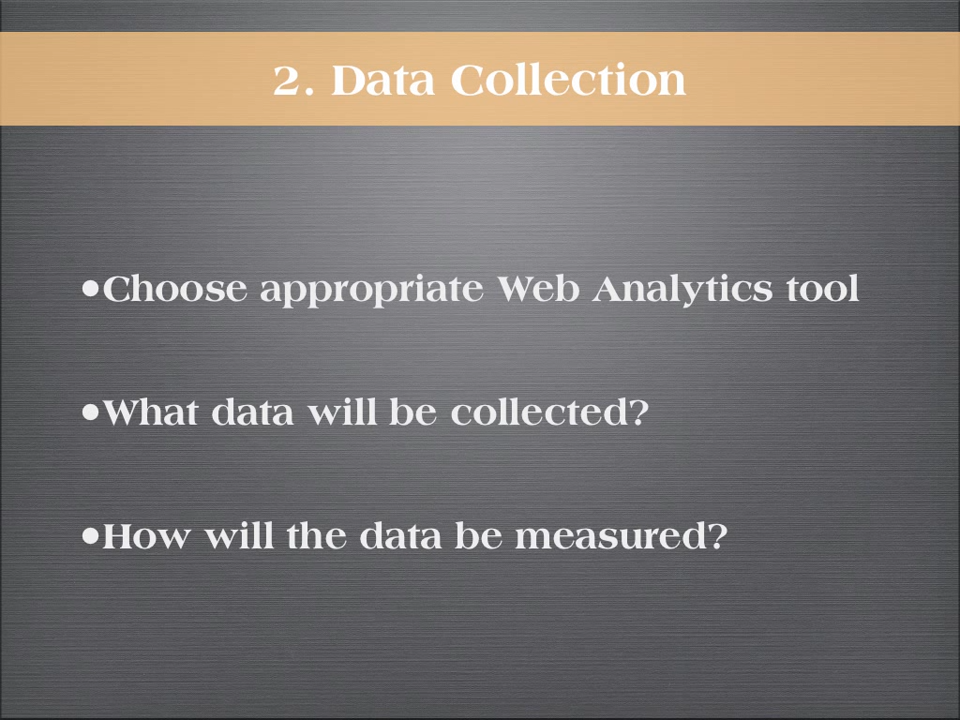 2. Data Collection
•Choose appropriate Web Analytics tool
•What data will be collected?
•How will the data be measured?